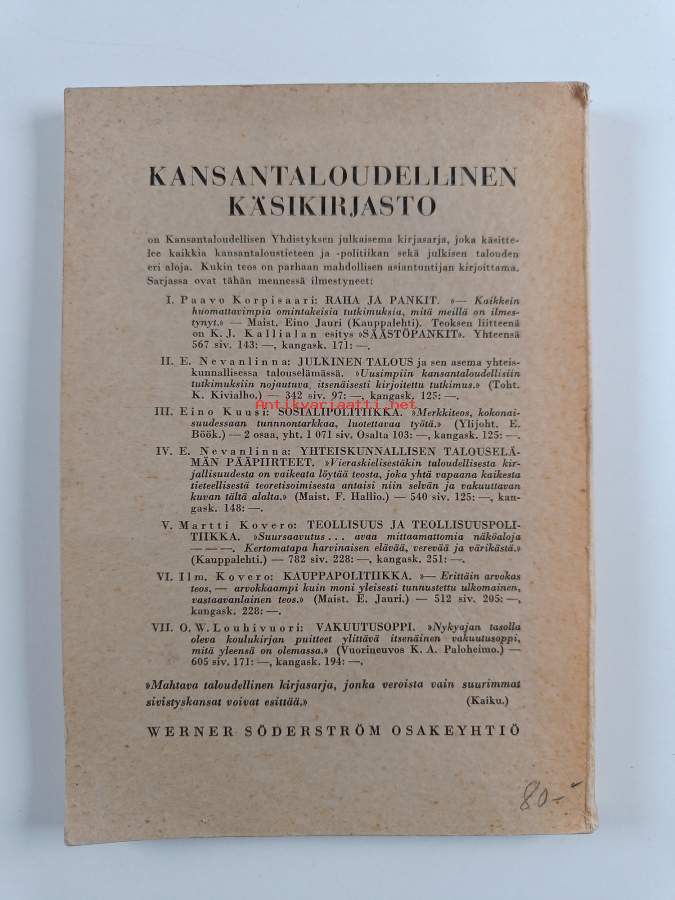 KANSANTALOUDELLINEN
KÄSIKIRJASTO
on Kansantaloudellisen Yhdistyksen julkaisema kirjasarja, joka käsitte-
lee kaikkia kansantaloustieteen ja -politiikan sekä julkisen talouden
eri aloja. Kukin teos on parhaan mahdollisen asiantuntijan kirjoittama.
Sarjassa ovat tähän mennessä ilmestyneet:
I. Paavo Korpisaari: RAHA JA PANKIT. »— Kaikkein
huomattavimpia omintakeisia tutkimuksia, mitä meillä on ilmes-
tynyt.» — Maist. Eino Jauri (Kauppalehti). Teoksen liitteenä
on K. J. Kallialan esitys »SÄÄSTÖPANKIT». Yhteensä
567 siv. 143: —, kangask. 171: —.
II. E. Nevanlinna: JULKINEN TALOUS ja sen asema yhteis-
kunnallisessa talouselämässä. »Uusimpiin kansantaloudellisiin
tutkimuksiin nojautuva, itsenäisesti kirjoitettu tutkimus.» (Toht.
K. Kivialho.) — 342 siv. 97: —, kangask. 125: —.
Antikvariaatti.net
III. Eino Kuusi: SOSIALIPOLITIIKKA. »Merkkiteos, kokonai-
suudessaan tunnnontarkkaa, luotettavaa työtä.» (Ylijoht. E.
Böök.) — 2 osaa, yht. 1 071 siv. Osalta 103: —, kangask. 125: —.
IV. E. Nevanlinna: YHTEISKUNNALLISEN TALOUSELÄ-
MÄN PÄÄPIIRTEET. »Vieraskielisestäkin taloudellisesta kir-
jallisuudesta on vaikeata löytää teosta, joka yhtä vapaana kaikesta
tieteellisestä teoretisoimisesta antaisi niin selvän ja vakuuttavan
kuvan tältä alalta.» (Maist. F. Hallio.) — 540 siv. 125: —, kan-
gask. 148: —.
V. Martti Kovero: TEOLLISUUS JA TEOLLISUUSPOLI-
TIIKKA. »Suursaavutus... avaa mittaamattomia näköaloja
— — —. Kertomatapa harvinaisen elävää, verevää ja värikästä.»
(Kauppalehti.) — 782 siv. 228: —, kangask. 251: —.
VI. Ilm. Kovero: KAUPPAPOLITIIKKA. »— Erittäin arvokas
teos, — arvokkaampi kuin moni yleisesti tunnustettu ulkomainen,
vastaavanlainen teos.» (Maist. E. Jauri.) — 512 siv. 205: —,
kangask. 228: —.
VII. O. W. Louhivuori: VAKUUTUSOPPI. »Nykyajan tasolla
oleva koulukirjan puitteet ylittävä itsenäinen vakuutusoppi,
mitä yleensä on olemassa.» (Vuorineuvos K. A. Paloheimo.) —
605 siv. 171: —, kangask. 194: —.
»Mahtava taloudellinen kirjasarja, jonka veroista vain suurimmat
sivistyskansat voivat esittää.» (Kaiku.)
WERNER SÖDERSTRÖM OSAKEYHTIÖ
80.-